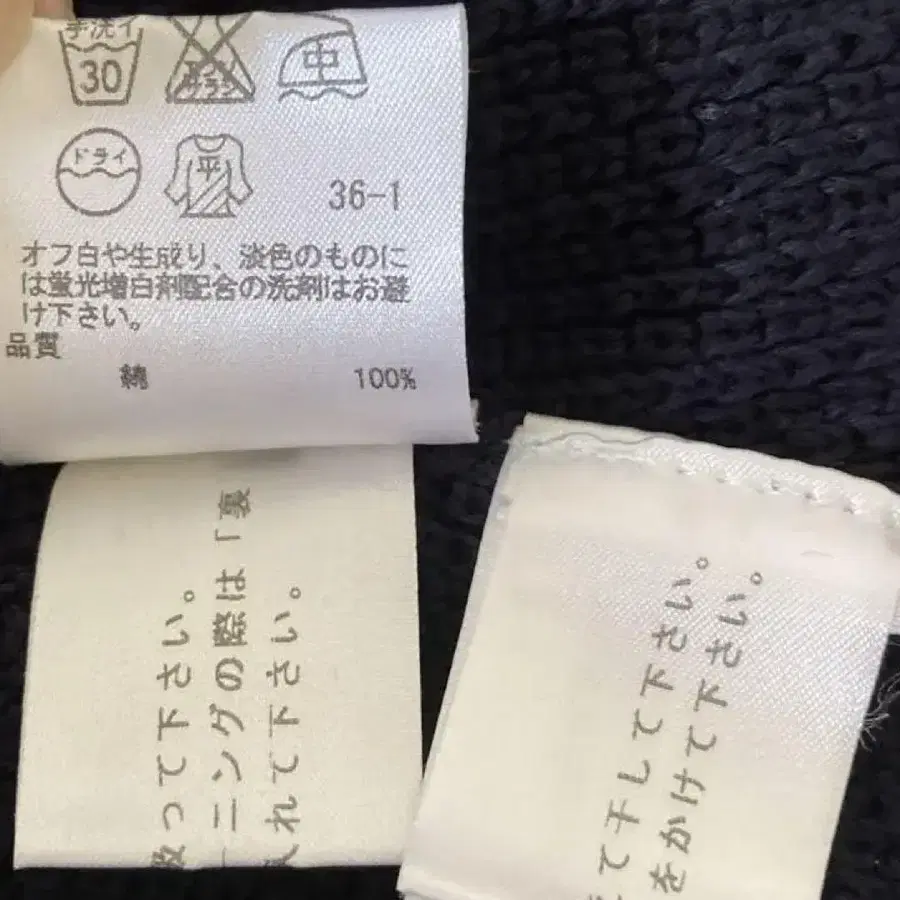 手洗イ
30
中
ドライ
平
36-1
オフ白や生成り、淡色のものに
は蛍光増白剤配合の洗剤はお避
け下さい。
品質
綿 100%
扱って下さい。
ニングの際は「裏
入れて下さい。
て干して下さい。
をかけて下さい。